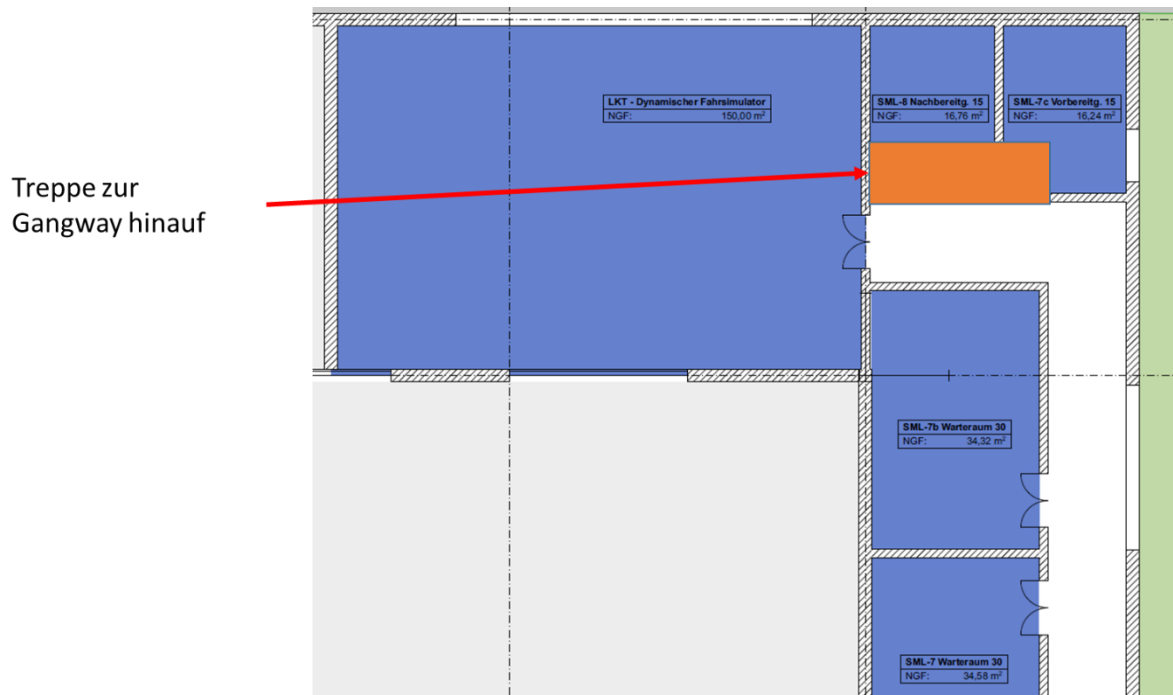 LKT - Dynamischer Fahrsimulator
NGF: 150,00 m²
SML-8 Nachbereitg. 15
NGF: 16,76 m²
SML-7c Vorbereitg. 15
NGF: 16,24 m²
Treppe zur
Gangway hinauf
SML-7b Warteraum 30
NGF: 34,32 m²
SML-7 Warteraum 30
NGF: 34,58 m²